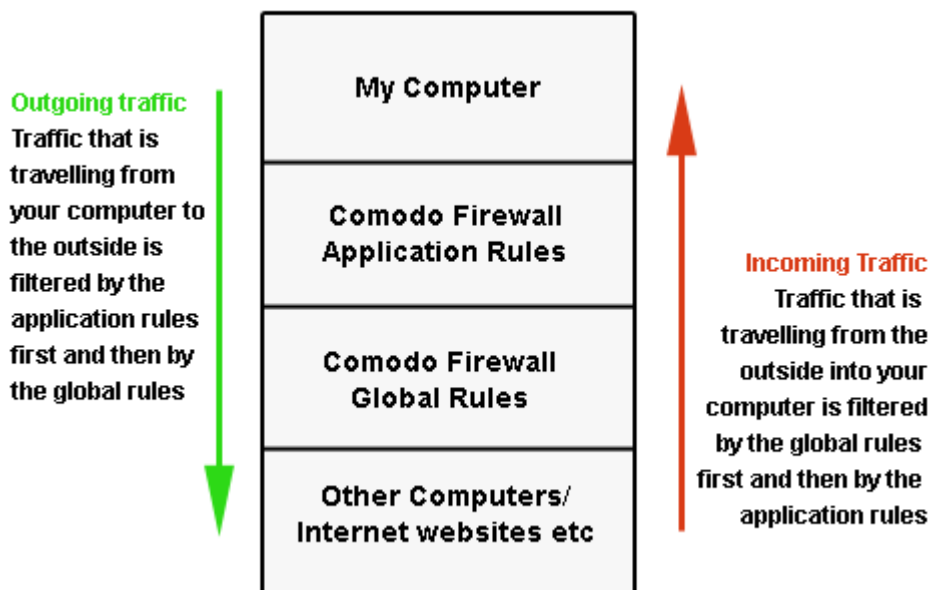 Outgoing traffic
Traffic that is
travelling from
your computer to
the outside is
filtered by the
application rules
first and then by
the global rules
My Computer
Comodo Firewall
Application Rules
Comodo Firewall
Global Rules
Other Computers/
Internet websites etc
Incoming Traffic
Traffic that is
travelling from the
outside into your
computer is filtered
by the global rules
first and then by the
application rules